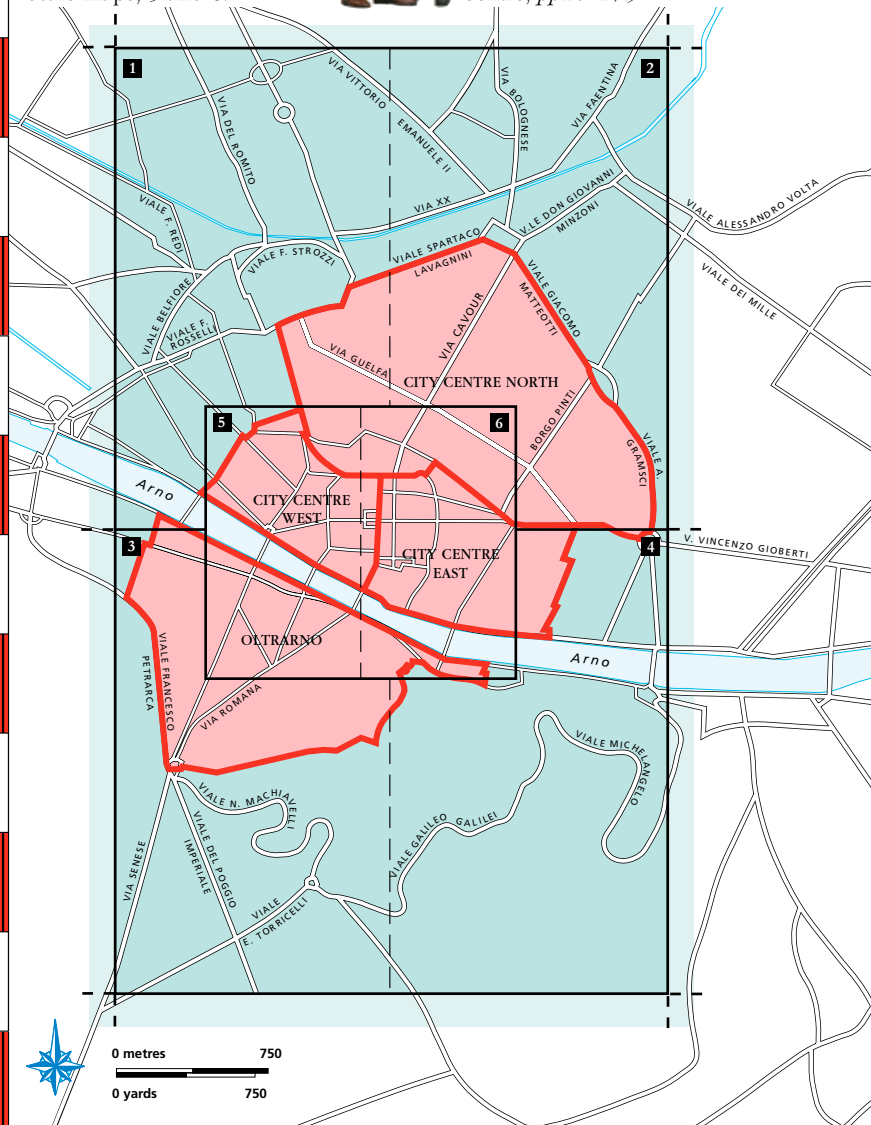 1
2
VIA VITTORIO
EMANUELE II
VIA BOLOGNESE
VIA FAENTINA
VIA DEL ROMITO
VIALE F. REDI
VIA XX
V.LE DON GIOVANNI
MINZONI
VIALE ALESSANDRO VOLTA
VIALE SPARTACO
LAVAGNINI
VIALE F. STROZZI
VIALE GIACOMO
MATTEOTTI
VIALE DEI MILLE
VIALE BELFIORE
VIALE F.
ROSSELLI
VIA CAVOUR
VIA GUELFA
CITY CENTRE NORTH
BORGO PINTI
VIALE A.
GRAMSCI
5
6
Arno
CITY CENTRE
WEST
3
4
V. VINCENZO GIOBERTI
CITY CENTRE
EAST
OLTRARNO
Arno
VIALE FRANCESCO
PETRARCA
VIA ROMANA
VIALE MICHELANGELO
VIALE N. MACHIAVELLI
VIALE GALILEO GALILEI
VIALE DEL POGGIO
IMPERIALE
VIA SENESE
VIALE
E. TORRICELLI
0 metres 750
0 yards 750